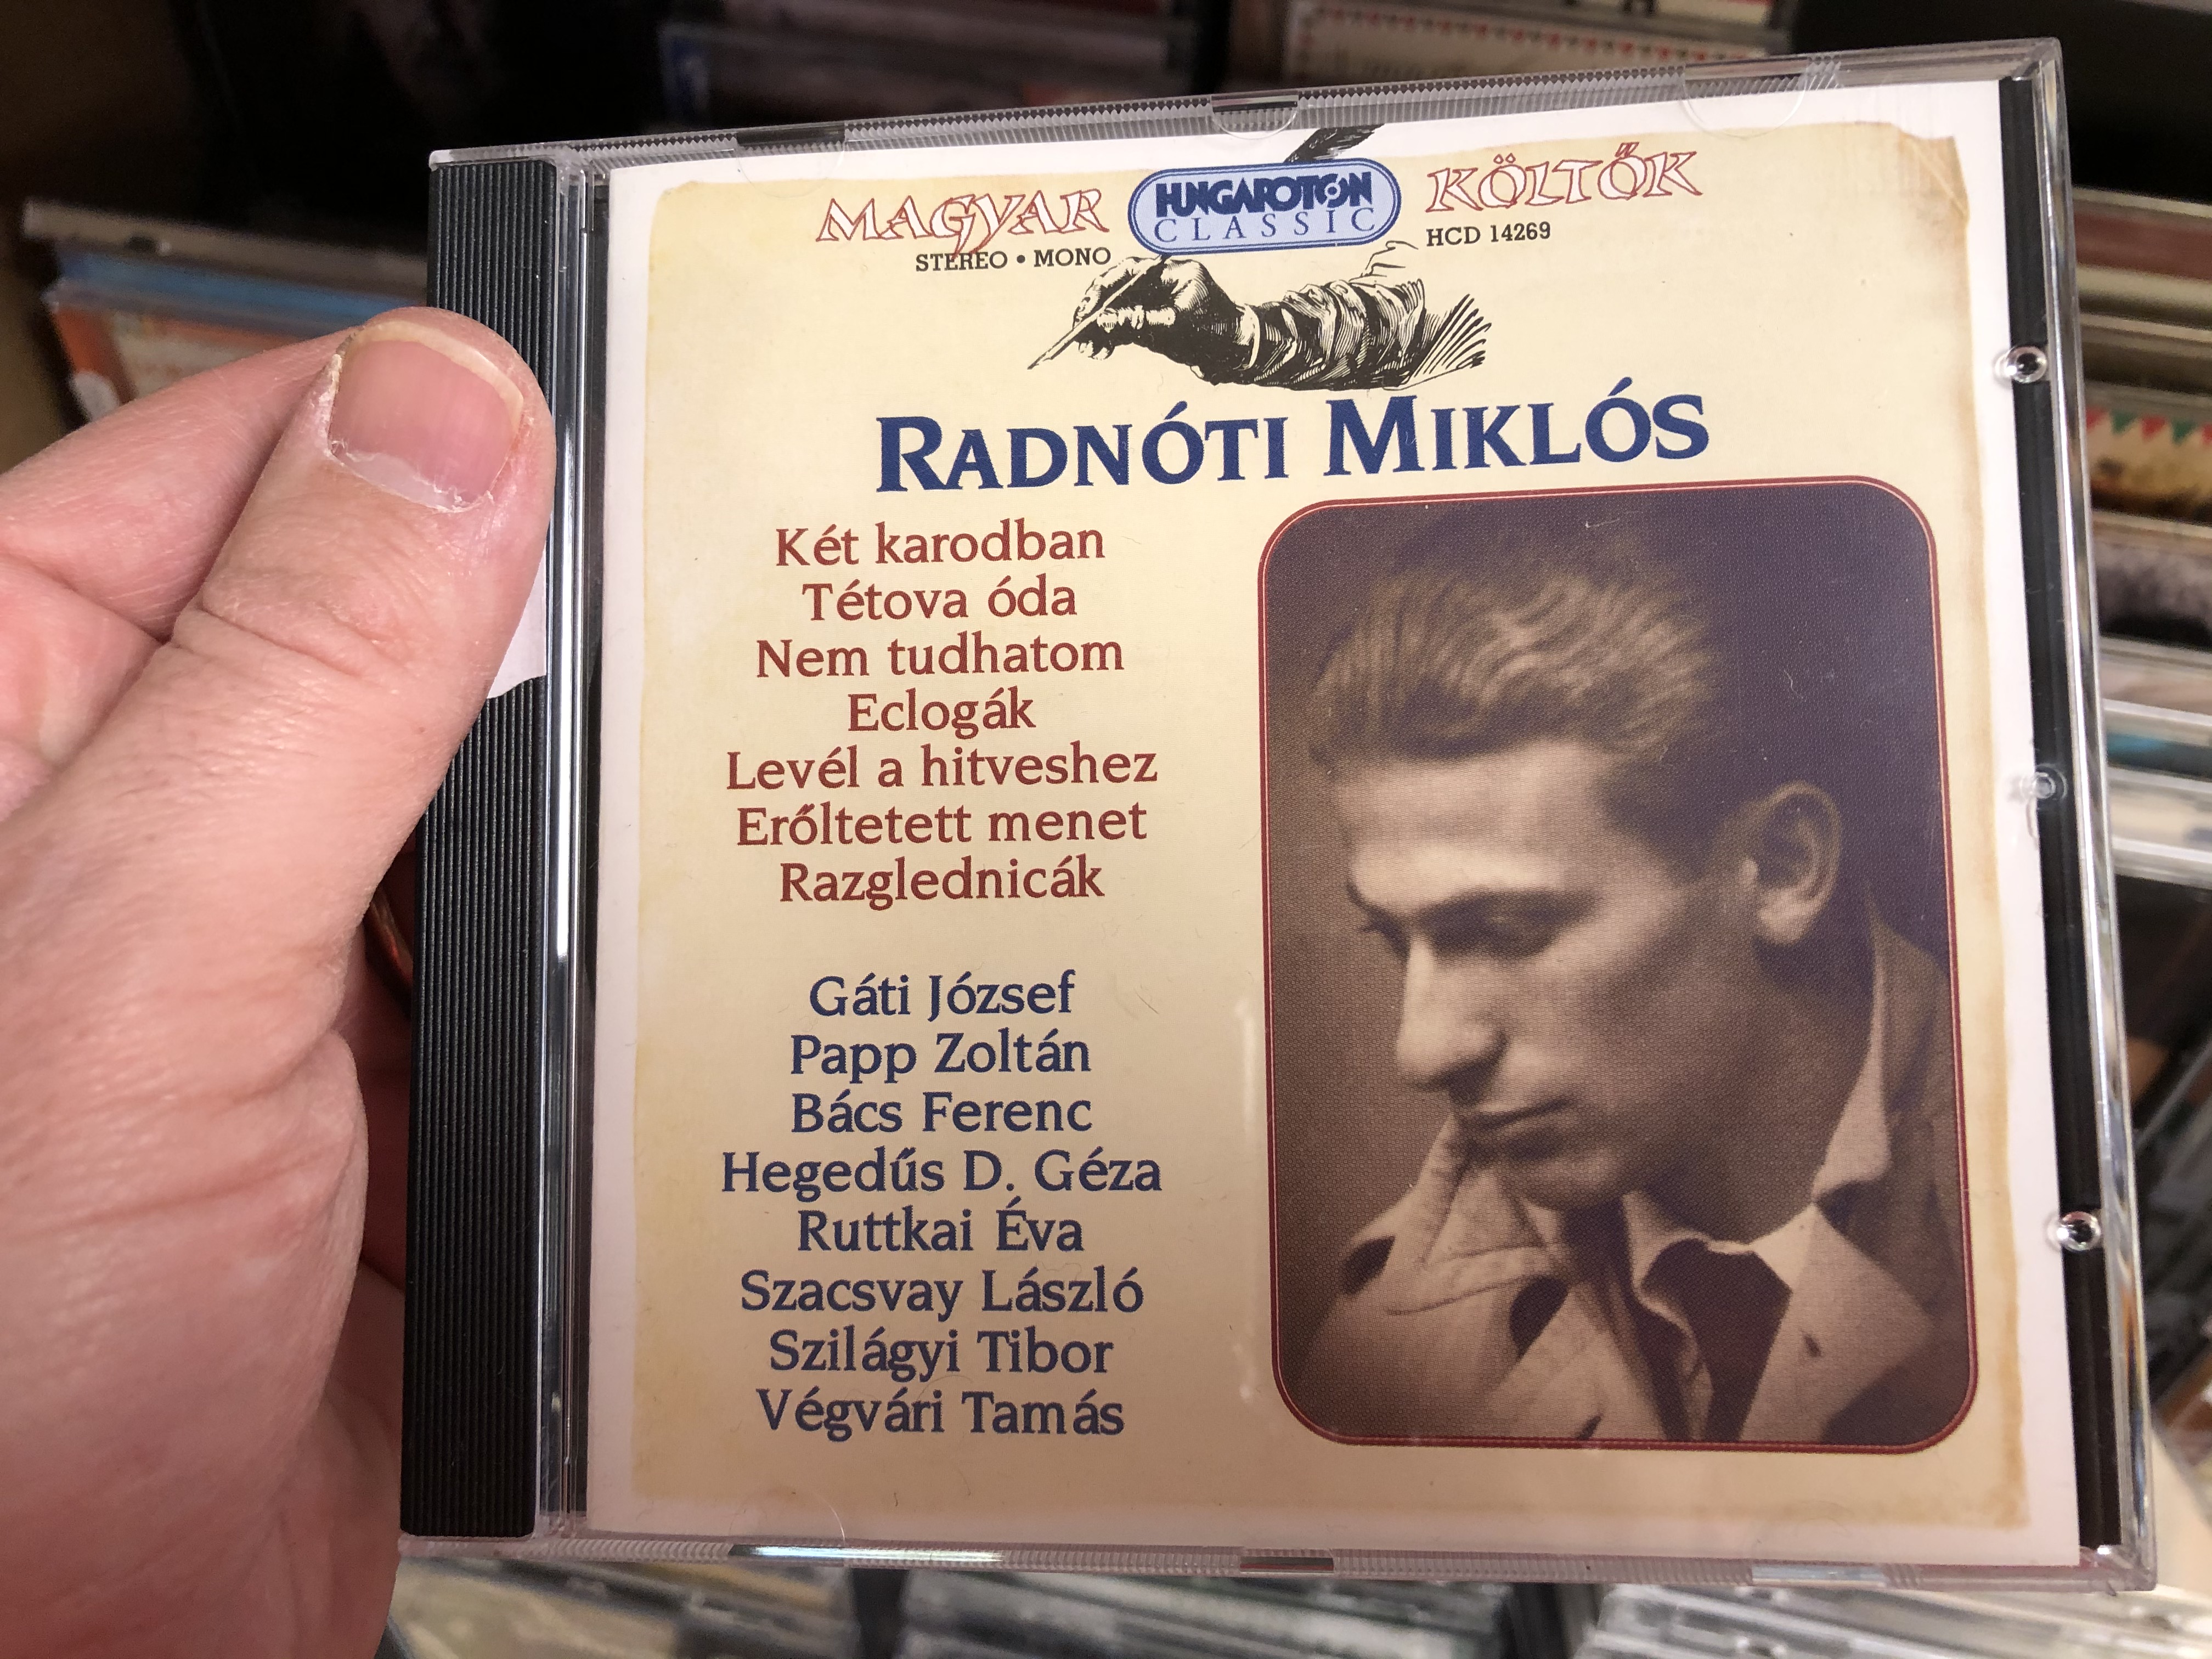 MAGYAR HUNGAROTON CLASSIC KÖLTŐK
STEREO • MONO HCD 14269
RADNÓTI MIKLÓS
Két karodban
Tétova óda
Nem tudhatom
Eclogák
Levél a hitveshez
Erőltetett menet
Razglednicák
Gáti József
Papp Zoltán
Bács Ferenc
Hegedűs D. Géza
Ruttkai Éva
Szacsvay László
Szilágyi Tibor
Végvári Tamás